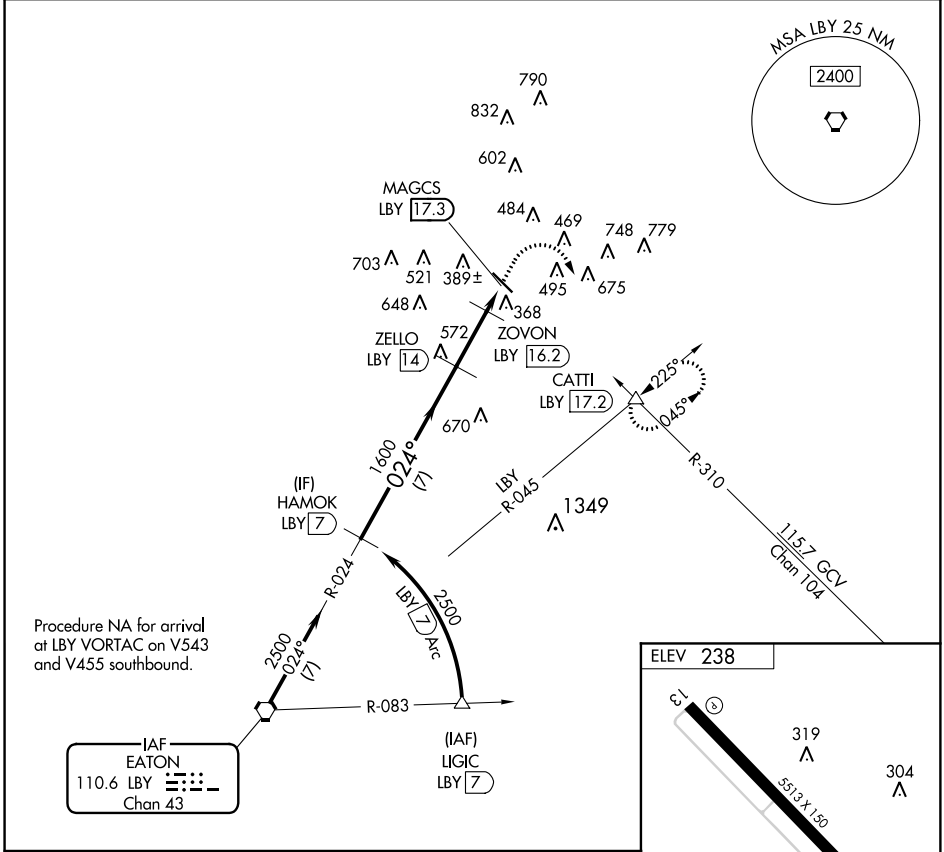 MSA LBY 25 NM
2400
790
832
602
MAGCS
LBY 17.3
484
469
748
779
703
521
389±
495
675
648
368
ZELLO
LBY 14
572
ZOVON
LBY 16.2
CATTI
LBY 17.2
225°
045°
670
1600
024°
(7)
LBY
R-045
R-310
(IF)
HAMOK
LBY 7
1349
115.7 GCV
Chan 104
R-024
2500
LBY 7 Arc
Procedure NA for arrival
at LBY VORTAC on V543
and V455 southbound.
2500
024°
(7)
R-083
IAF
EATON
110.6 LBY
Chan 43
(IAF)
LIGIC
LBY 7
ELEV 238
13
P
319
304
5513 X 150